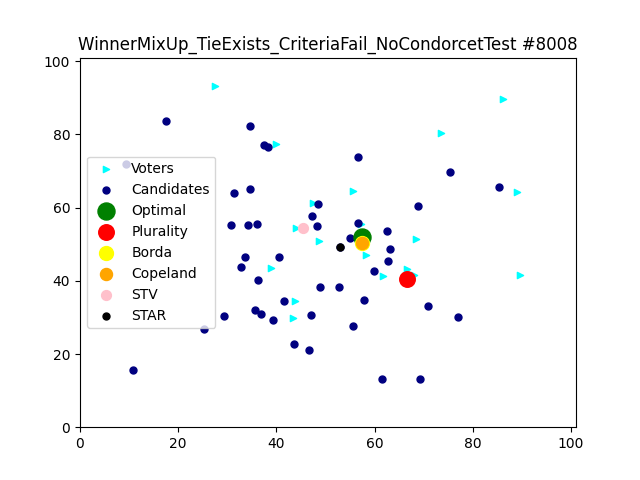 WinnerMixUp_TieExists_CriteriaFail_NoCondorcetTest #8008
100
80
60
40
20
0
Voters
Candidates
Optimal
Plurality
Borda
Copeland
STV
STAR
0 20 40 60 80 100